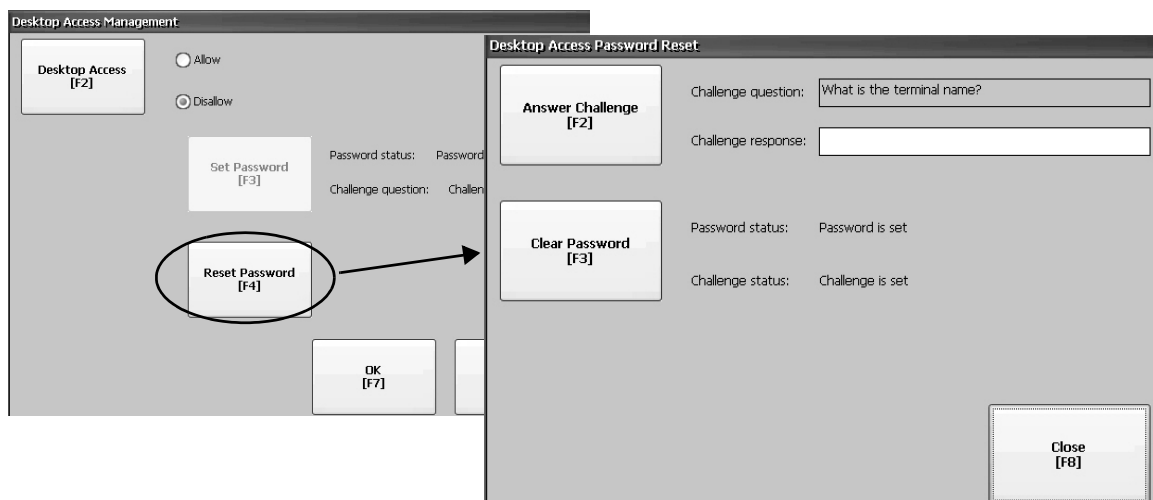 Desktop Access Management
Desktop Access
[F2]
Allow
Disallow
Set Password
[F3]
Password status: Password
Challenge question: Challen
Reset Password
[F4]
OK
[F7]
Desktop Access Password Reset
Answer Challenge
[F2]
Challenge question: What is the terminal name?
Challenge response:
Clear Password
[F3]
Password status: Password is set
Challenge status: Challenge is set
Close
[F8]